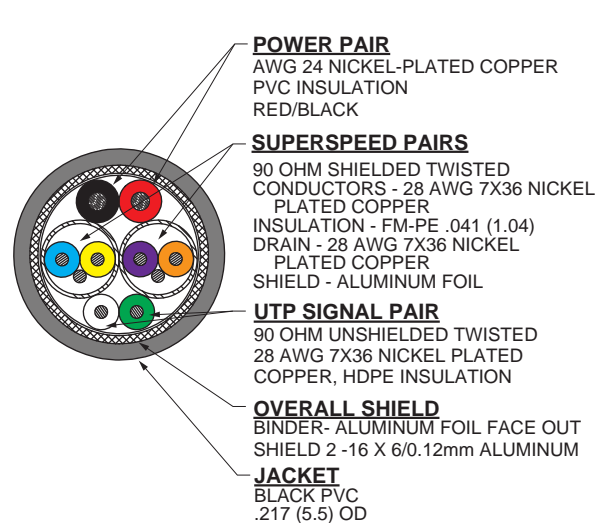 POWER PAIR
AWG 24 NICKEL-PLATED COPPER
PVC INSULATION
RED/BLACK
SUPERSPEED PAIRS
90 OHM SHIELDED TWISTED
CONDUCTORS - 28 AWG 7X36 NICKEL
PLATED COPPER
INSULATION - FM-PE .041 (1.04)
DRAIN - 28 AWG 7X36 NICKEL
PLATED COPPER
SHIELD - ALUMINUM FOIL
UTP SIGNAL PAIR
90 OHM UNSHIELDED TWISTED
28 AWG 7X36 NICKEL PLATED
COPPER, HDPE INSULATION
OVERALL SHIELD
BINDER- ALUMINUM FOIL FACE OUT
SHIELD 2 -16 X 6/0.12mm ALUMINUM
JACKET
BLACK PVC
.217 (5.5) OD